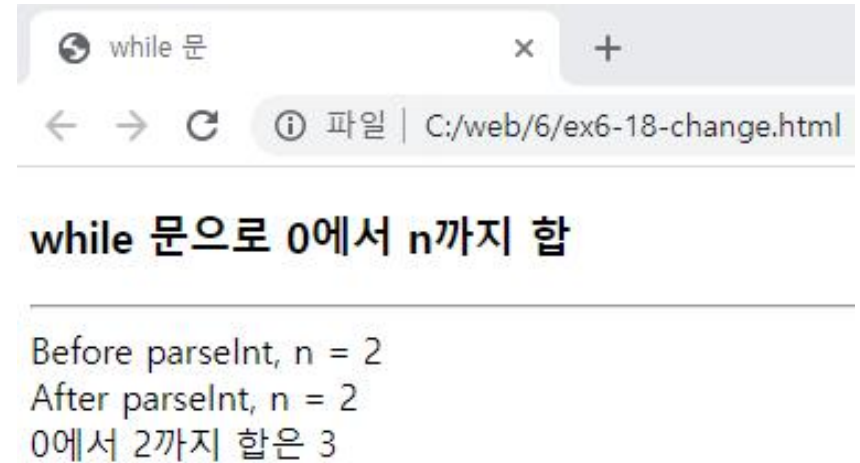 while 문
파일 | C:/web/6/ex6-18-change.html
while 문으로 0에서 n까지 합
Before parseInt, n = 2
After parseInt, n = 2
0에서 2까지 합은 3